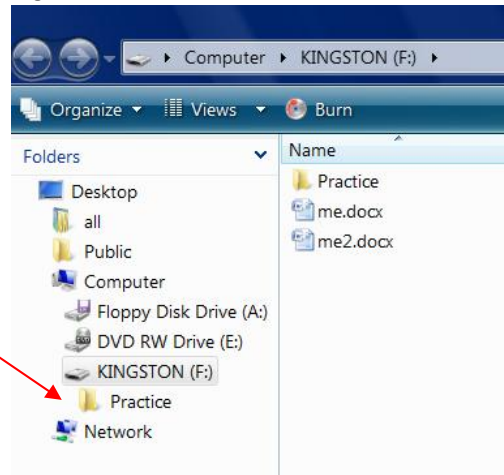 Computer KINGSTON (F:)
Organize Views Burn
Folders
Desktop
all
Public
Computer
Floppy Disk Drive (A:)
DVD RW Drive (E:)
KINGSTON (F:)
Practice
Network
Name
Practice
me.docx
me2.docx